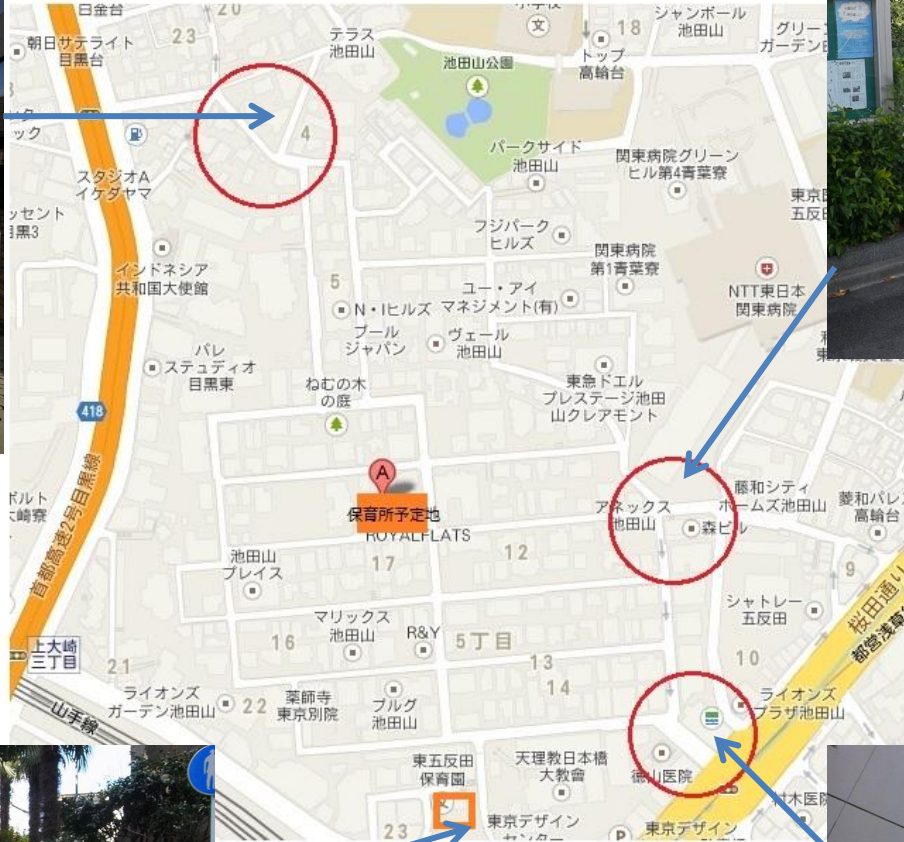 日金台
20
小学校
文
18
シャンボール
池田山
23
朝日サテライト
目黒台
テラス
池田山
トップ
高輪台
池田山公園
4
スタジオA
イケダヤマ
パークサイド
池田山
関東病院グリーン
ヒル第4青葉寮
インドネシア
共和国大使館
フジパーク
ヒルズ
関東病院
第1青葉寮
NTT東日本
関東病院
5
N・Iヒルズ
ユー・アイ
マネジメント(有)
プール
ジャパン
ヴェール
池田山
パレ
ステュディオ
目黒東
ねむの木
の庭
東急ドエル
プレステージ池田
山クレアモント
418
A
保育所予定地
ROYALFLATS
アネックス
池田山
森ビル
藤和シティ
ホームズ池田山
菱和パレス
高輪台
首都高速2号目黒線
池田山
プレイス
17
12
9
シャトレー
五反田
桜田通り
都営浅草線
マリックス
池田山
R&Y
5丁目
16
13
10
14
上大崎
三丁目
21
ライオンズ
ガーデン池田山
22
薬師寺
東京別院
ブルグ
池田山
ライオンズ
プラザ池田山
山手線
東五反田
保育園
天理教日本橋
大教會
徳山医院
23
東京デザイン
センター
P
東京デザイン